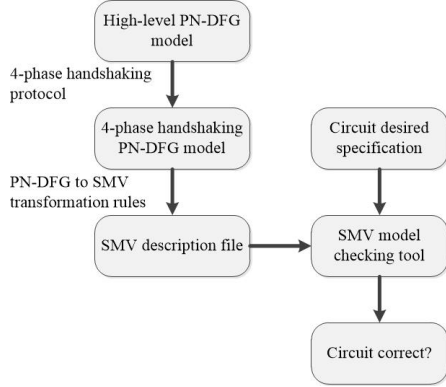 High-level PN-DFG
model
4-phase handshaking
protocol
4-phase handshaking
PN-DFG model
Circuit desired
specification
PN-DFG to SMV
transformation rules
SMV description file
SMV model
checking tool
Circuit correct?